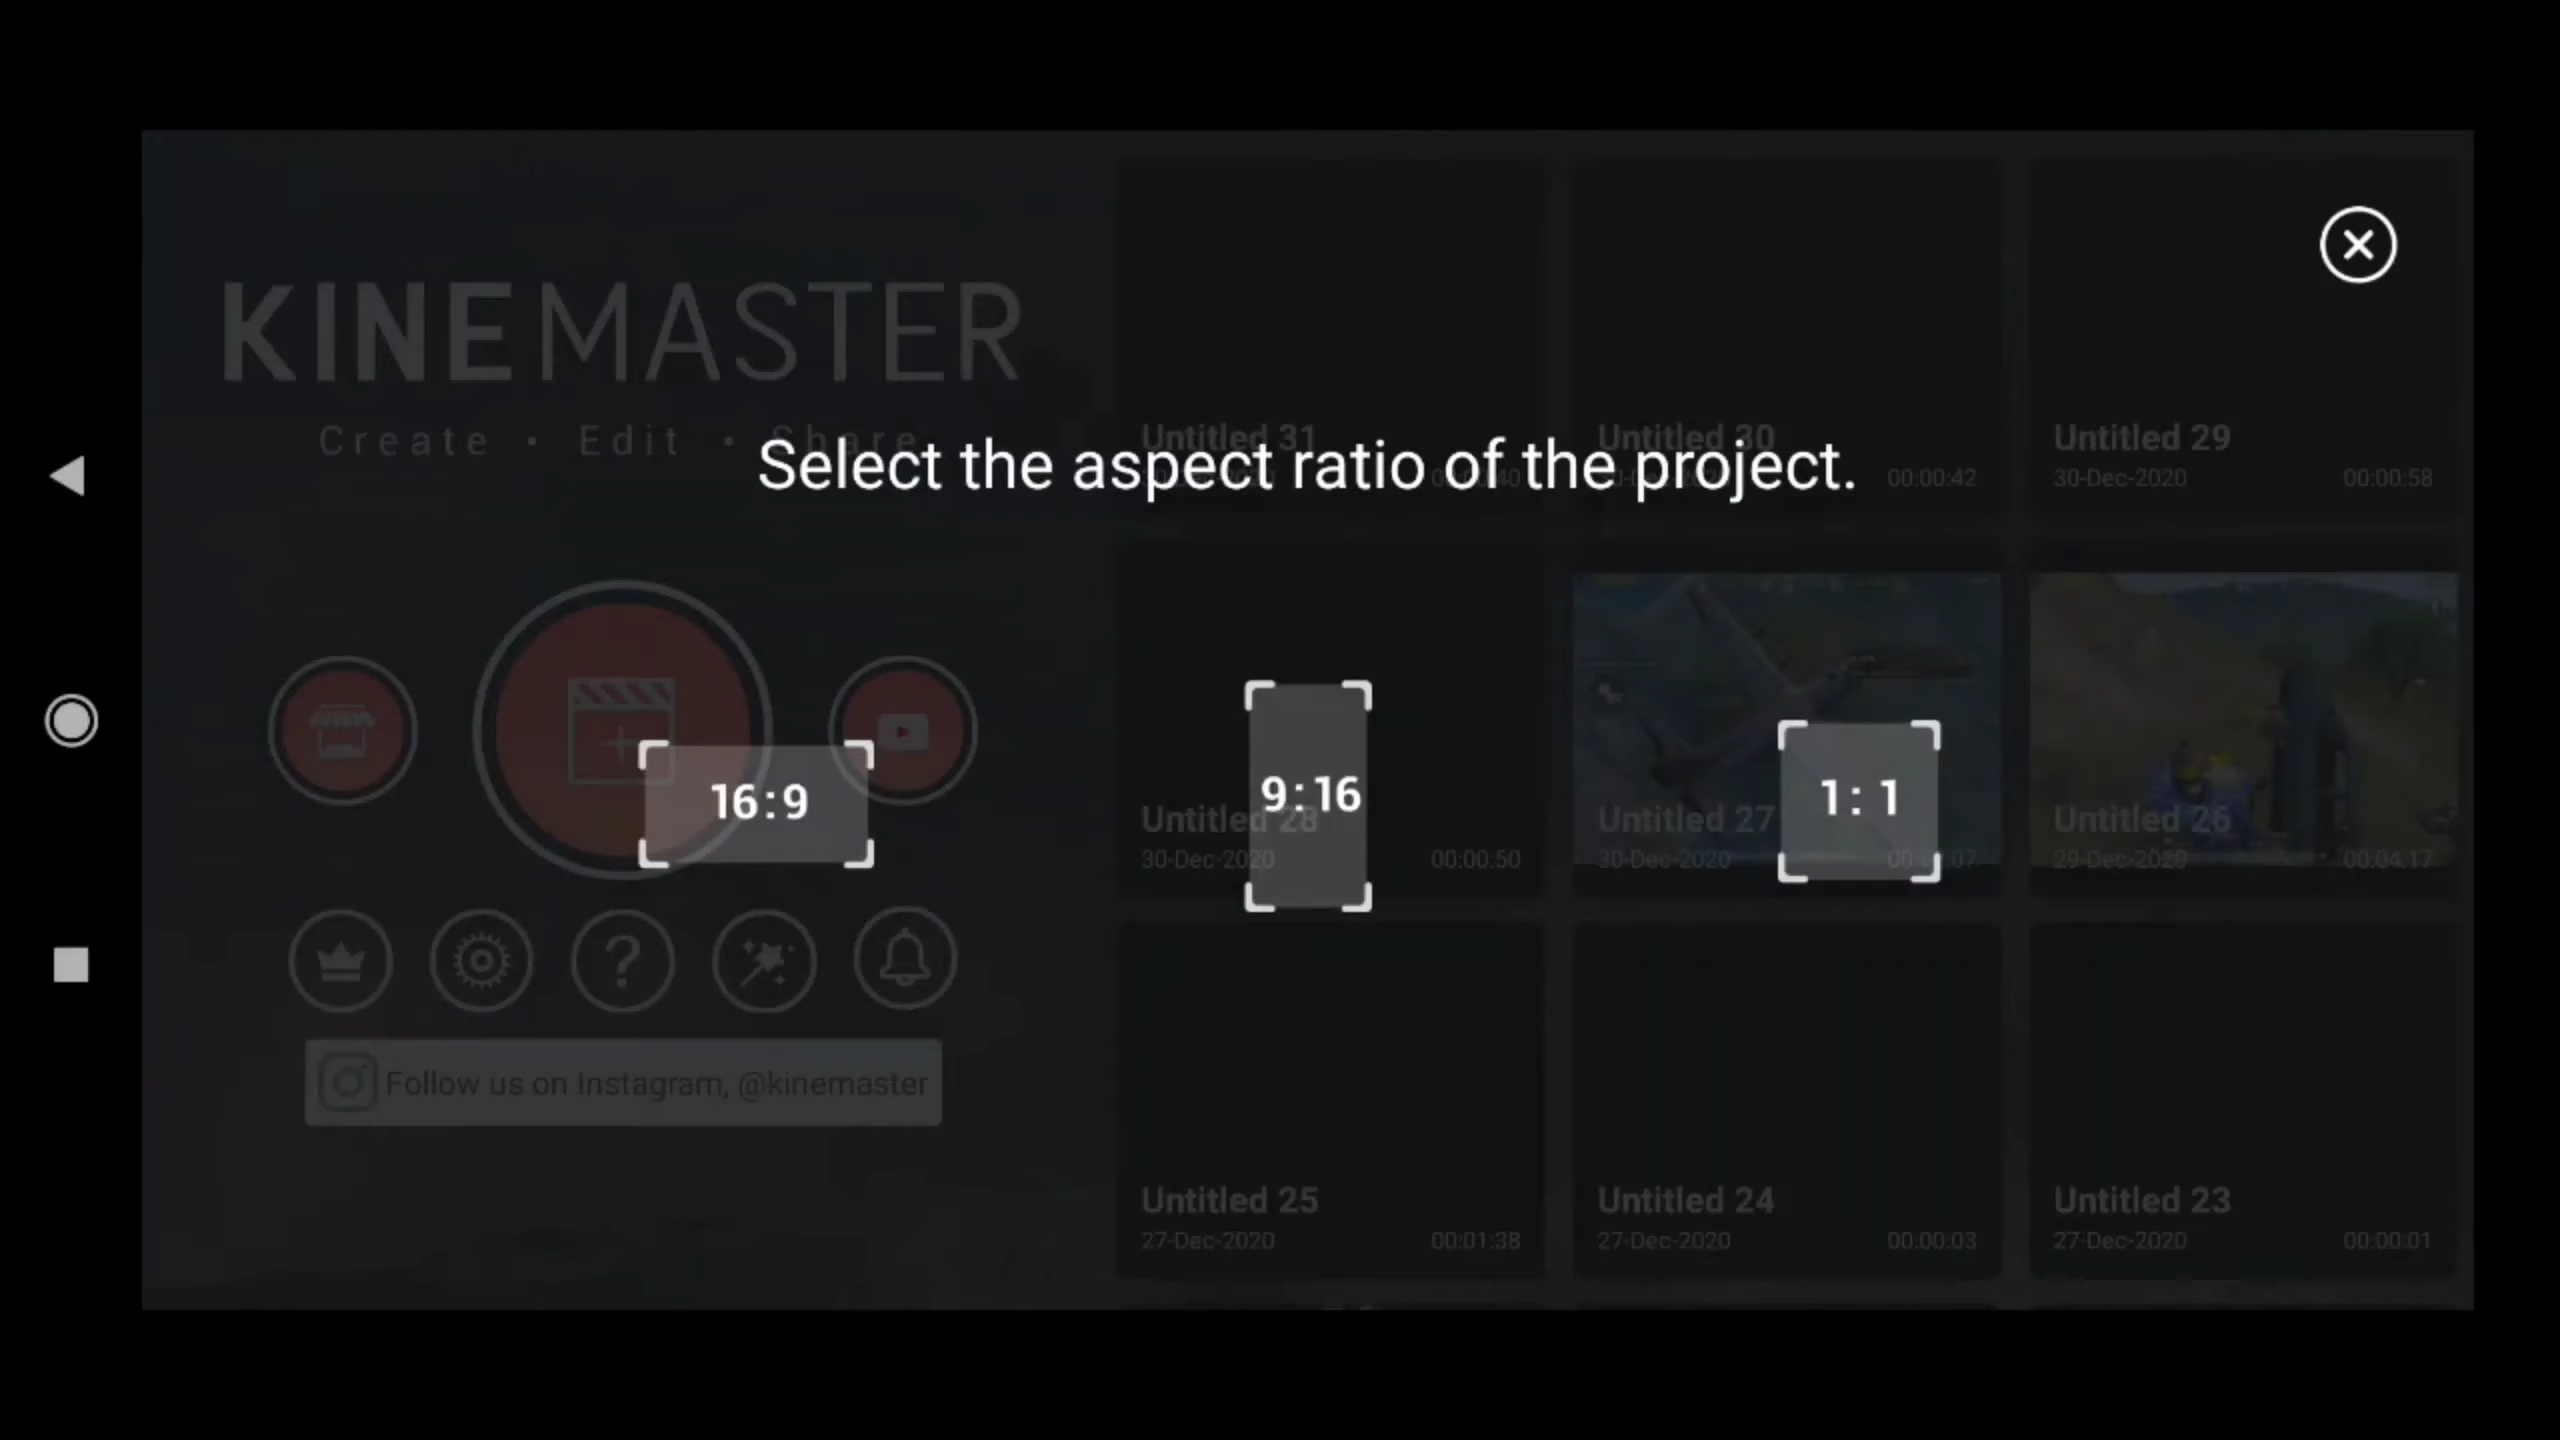 KINEMASTER
Create • Edit • Share
Select the aspect ratio of the project.
16:9
9:16
1:1
Follow us on Instagram, @kinemaster
Untitled 31
Untitled 30
00:00:42
Untitled 29
30-Dec-2020 00:00:58
Untitled 28
30-Dec-2020 00:00:50
Untitled 27
30-Dec-2020
Untitled 26
29-Dec-2020 00:04:17
Untitled 25
27-Dec-2020 00:01:38
Untitled 24
27-Dec-2020 00:00:03
Untitled 23
27-Dec-2020 00:00:01